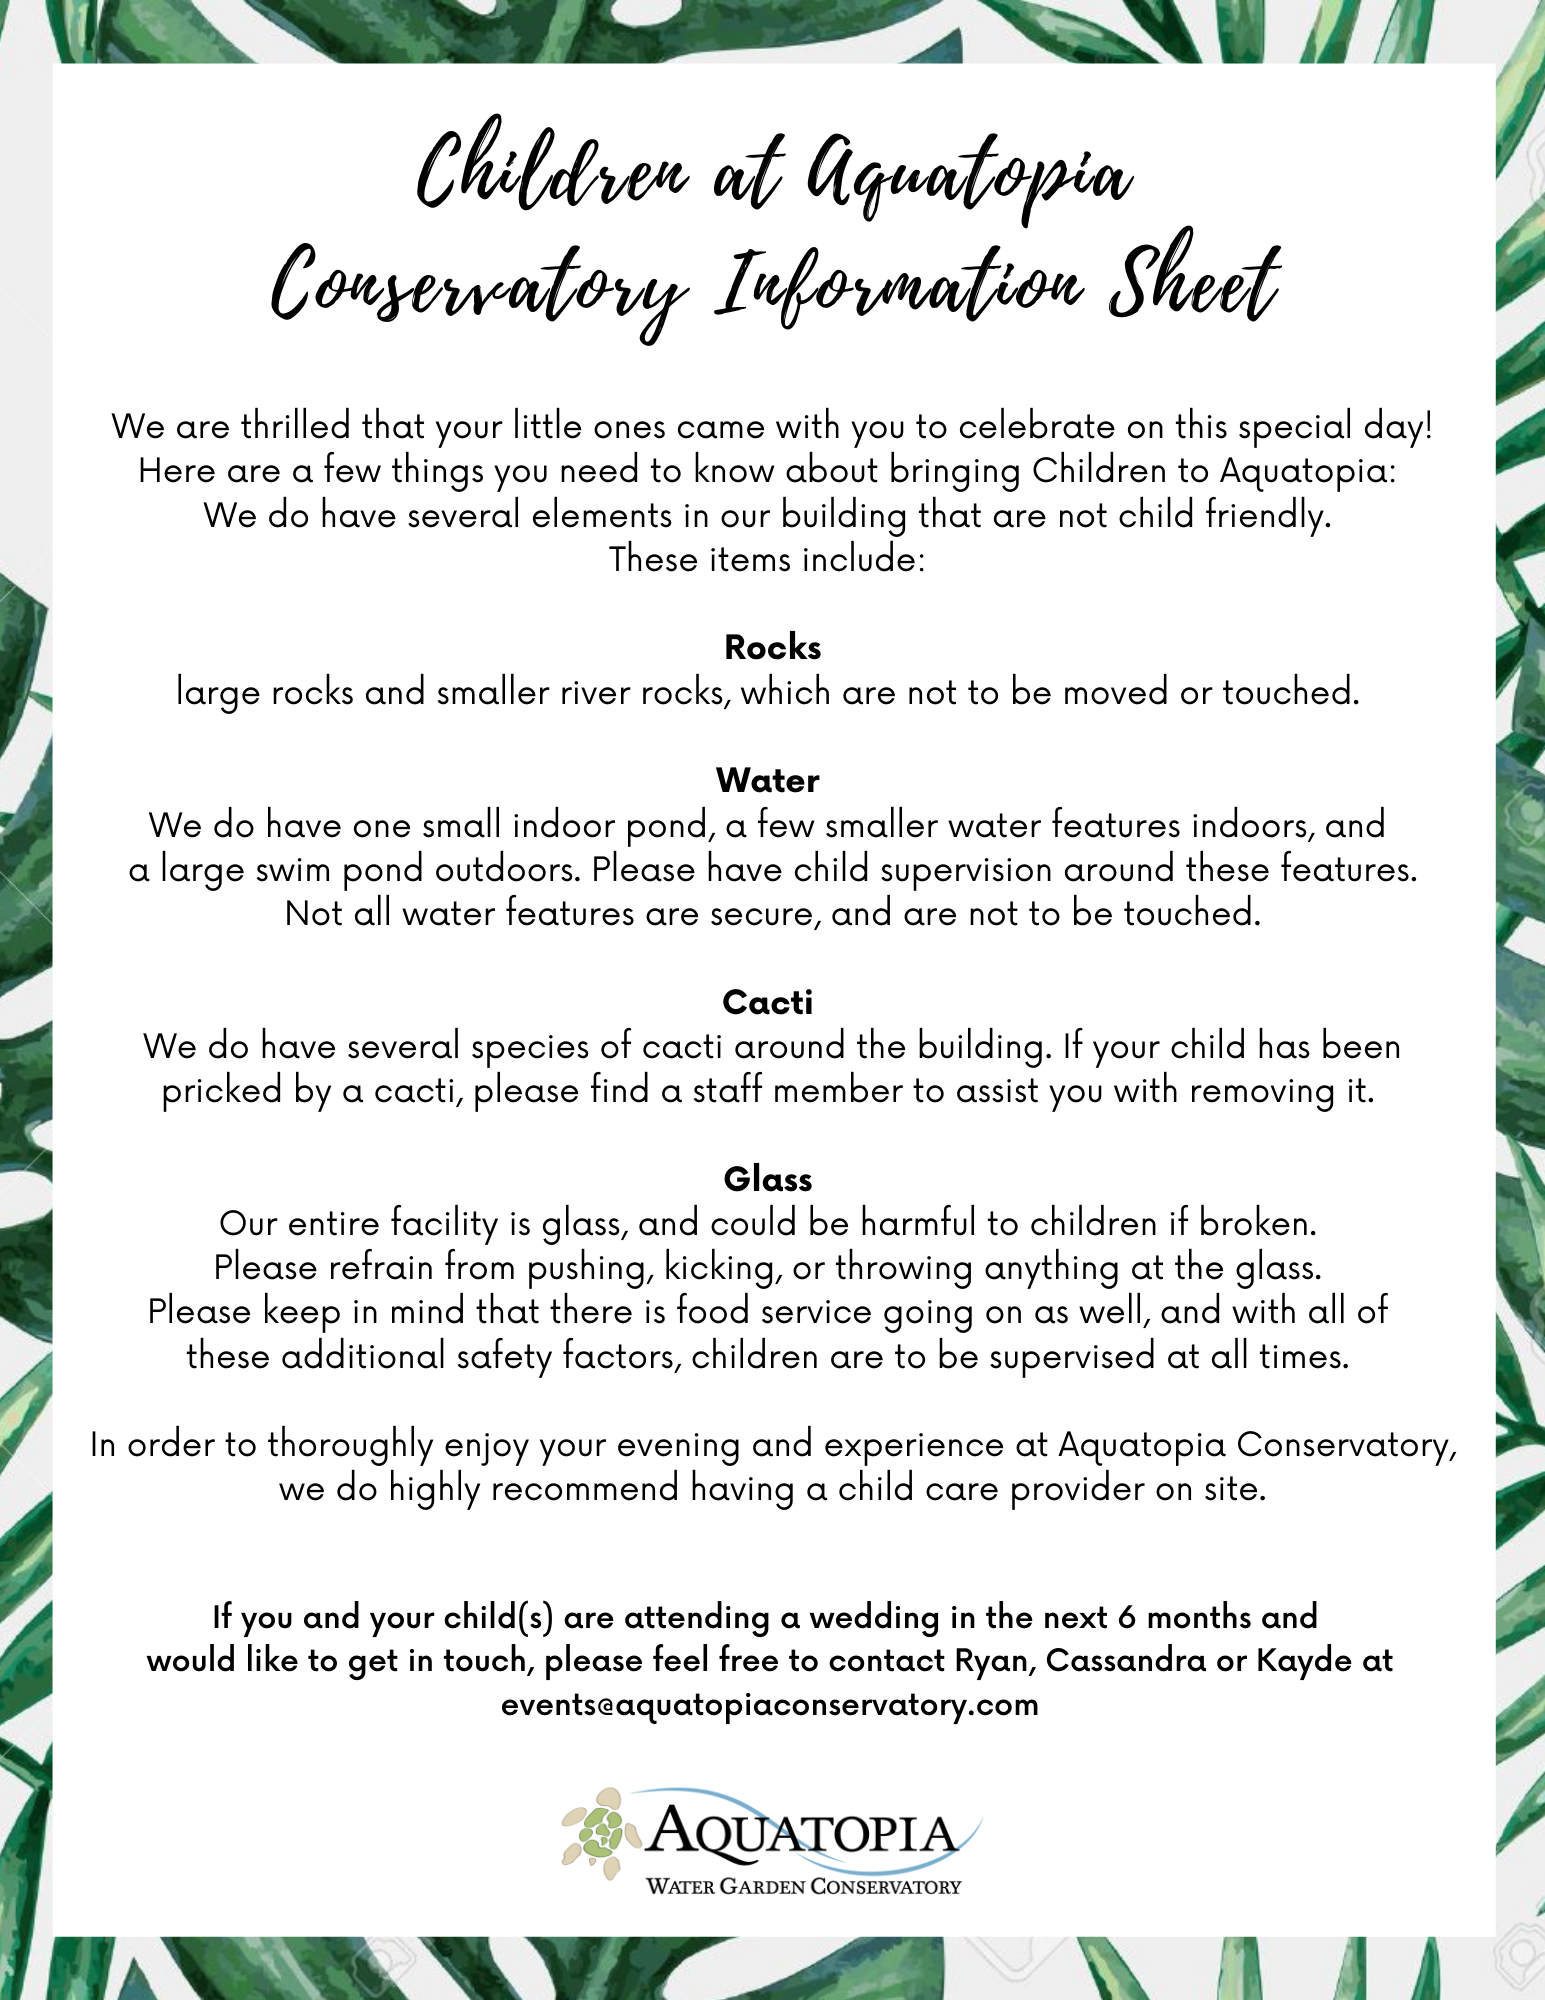 Children at Aquatopia
Conservatory Information Sheet
We are thrilled that your little ones came with you to celebrate on this special day!
Here are a few things you need to know about bringing Children to Aquatopia:
We do have several elements in our building that are not child friendly.
These items include:
Rocks
large rocks and smaller river rocks, which are not to be moved or touched.
Water
We do have one small indoor pond, a few smaller water features indoors, and
a large swim pond outdoors. Please have child supervision around these features.
Not all water features are secure, and are not to be touched.
Cacti
We do have several species of cacti around the building. If your child has been
pricked by a cacti, please find a staff member to assist you with removing it.
Glass
Our entire facility is glass, and could be harmful to children if broken.
Please refrain from pushing, kicking, or throwing anything at the glass.
Please keep in mind that there is food service going on as well, and with all of
these additional safety factors, children are to be supervised at all times.
In order to thoroughly enjoy your evening and experience at Aquatopia Conservatory,
we do highly recommend having a child care provider on site.
If you and your child(s) are attending a wedding in the next 6 months and
would like to get in touch, please feel free to contact Ryan, Cassandra or Kayde at
events@aquatopiaconservatory.com
AQUATOPIA
WATER GARDEN CONSERVATORY